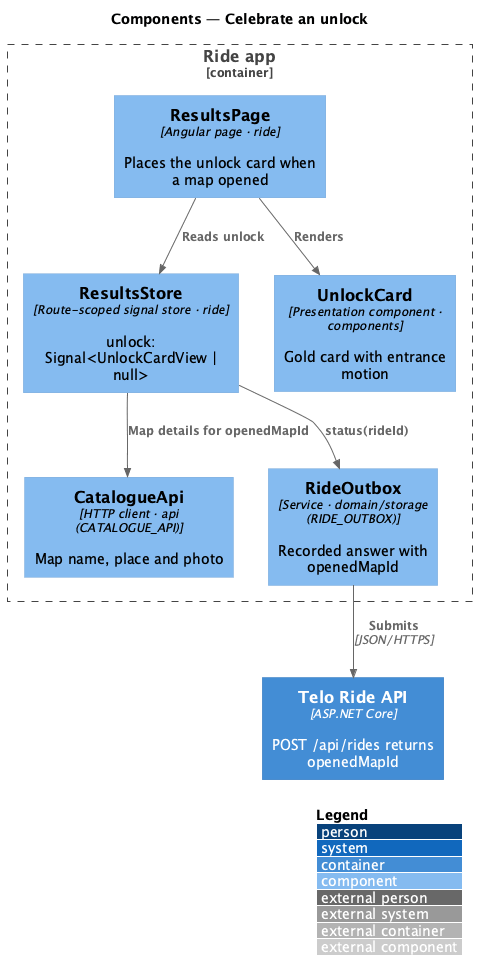 Components — Celebrate an unlock
Ride app
[container]
ResultsPage
[Angular page · ride]
Places the unlock card when
a map opened
Reads unlock
Renders
ResultsStore
[Route-scoped signal store · ride]
unlock:
Signal<UnlockCardView |
null>
UnlockCard
[Presentation component ·
components]
Gold card with entrance
motion
Map details for openedMapId
status(rideId)
CatalogueApi
[HTTP client · api
(CATALOGUE_API)]
Map name, place and photo
RideOutbox
[Service · domain/storage
(RIDE_OUTBOX)]
Recorded answer with
openedMapId
Submits
[JSON/HTTPS]
Telo Ride API
[ASP.NET Core]
POST /api/rides returns
openedMapId
Legend
person
system
container
component
external person
external system
external container
external component